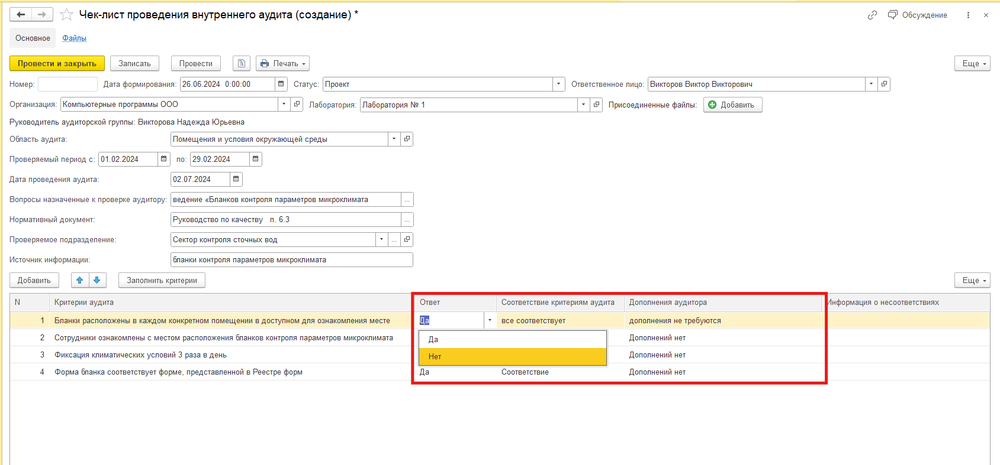 Чек-лист проведения внутреннего аудита (создание) *
Обсуждение
Основное Файлы
Провести и закрыть Записать Провести Печать Еще
Номер: Дата формирования: 26.06.2024 0:00:00 Статус: Проект Ответственное лицо: Викторов Виктор Викторович
Организация: Компьютерные программы ООО Лаборатория: Лаборатория № 1 Присоединенные файлы: Добавить
Руководитель аудиторской группы: Викторова Надежда Юрьевна
Область аудита: Помещения и условия окружающей среды
Проверяемый период с: 01.02.2024 по: 29.02.2024
Дата проведения аудита: 02.07.2024
Вопросы назначенные к проверке аудитору: ведение «Бланков контроля параметров микроклимата ...
Нормативный документ: Руководство по качеству п. 6.3 ...
Проверяемое подразделение: Сектор контроля сточных вод ...
Источник информации: бланки контроля параметров микроклимата
Добавить Заполнить критерии Еще
N Критерии аудита Ответ Соответствие критериям аудита Дополнения аудитора Информация о несоответствиях
1 Бланки расположены в каждом конкретном помещении в доступном для ознакомления месте Да все соответствует дополнения не требуются
2 Сотрудники ознакомлены с местом расположения бланков контроля параметров микроклимата Да Дополнений нет
3 Фиксация климатических условий 3 раза в день Нет Дополнений нет
4 Форма бланка соответствует форме, представленной в Реестре форм Да Соответствие Дополнений нет